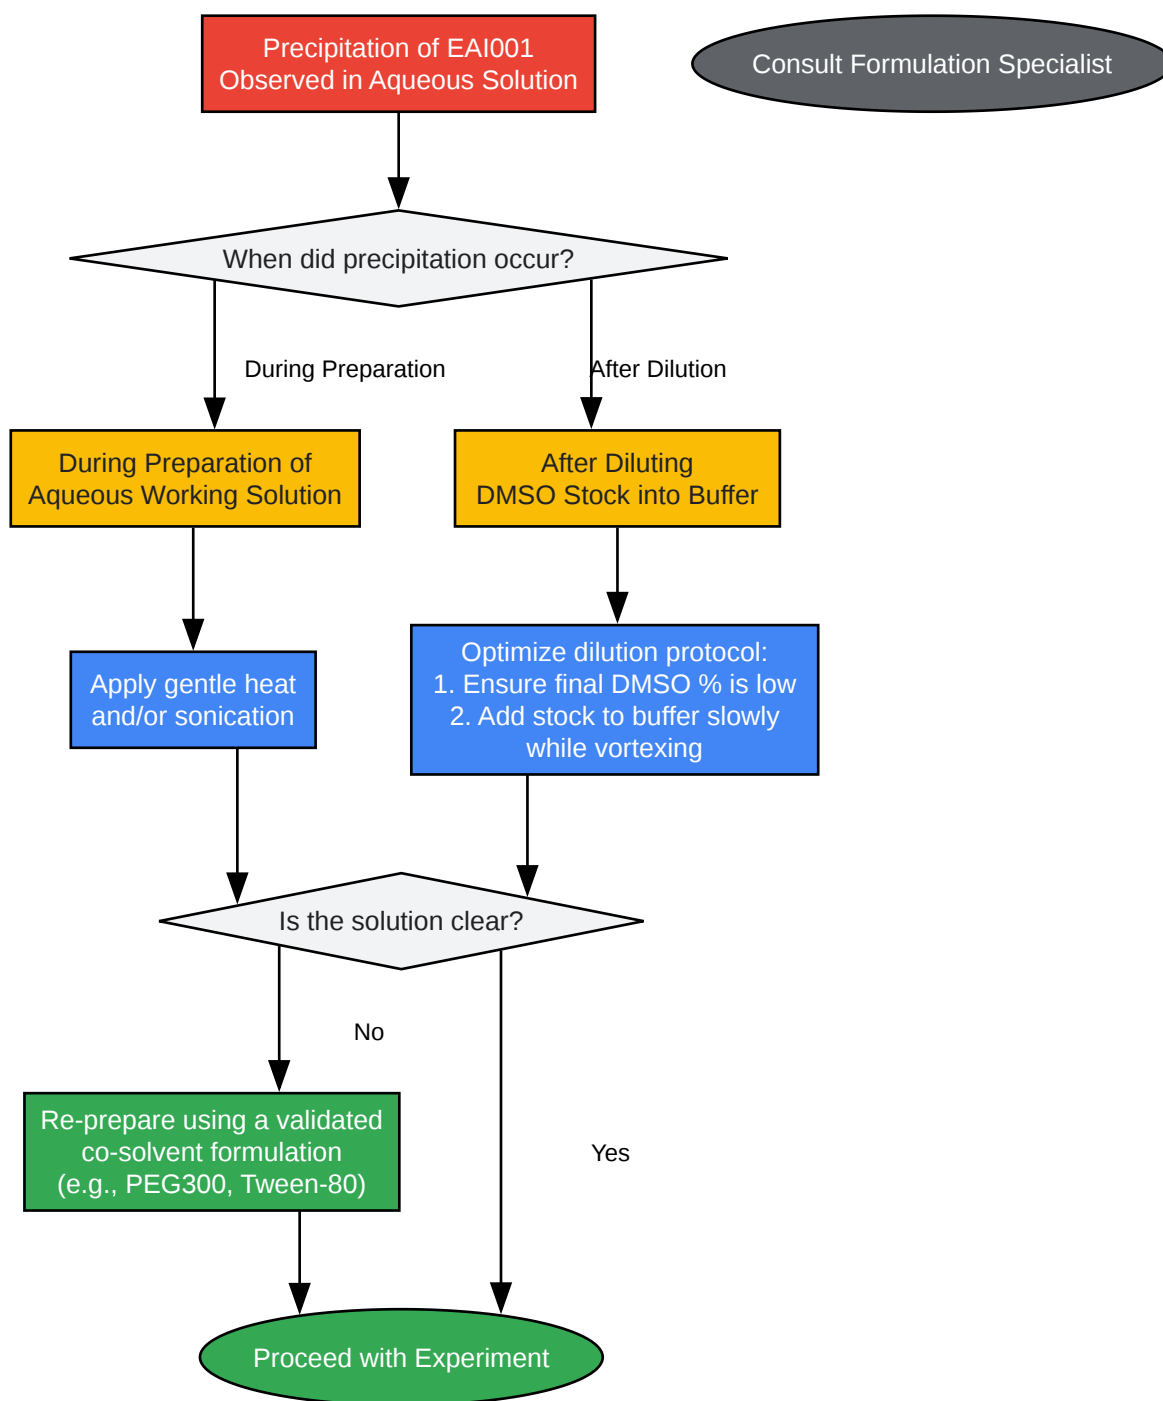 Precipitation of EAI001
Observed in Aqueous Solution
Consult Formulation Specialist
When did precipitation occur?
During Preparation
After Dilution
During Preparation of
Aqueous Working Solution
After Diluting
DMSO Stock into Buffer
Apply gentle heat
and/or sonication
Optimize dilution protocol:
1. Ensure final DMSO % is low
2. Add stock to buffer slowly
while vortexing
Is the solution clear?
No
Yes
Re-prepare using a validated
co-solvent formulation
(e.g., PEG300, Tween-80)
Proceed with Experiment